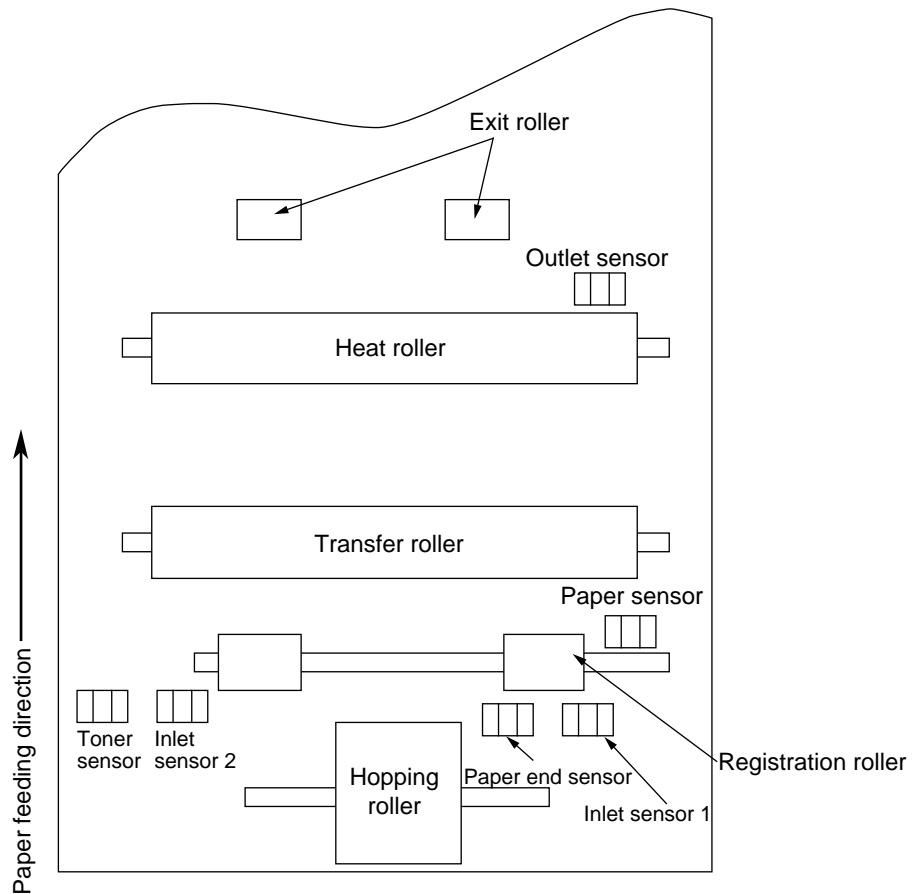 Exit roller
Outlet sensor
Heat roller
Transfer roller
Paper sensor
Toner
sensor
Inlet
sensor 2
Paper end sensor
Registration roller
Hopping
roller
Inlet sensor 1
Paper feeding direction